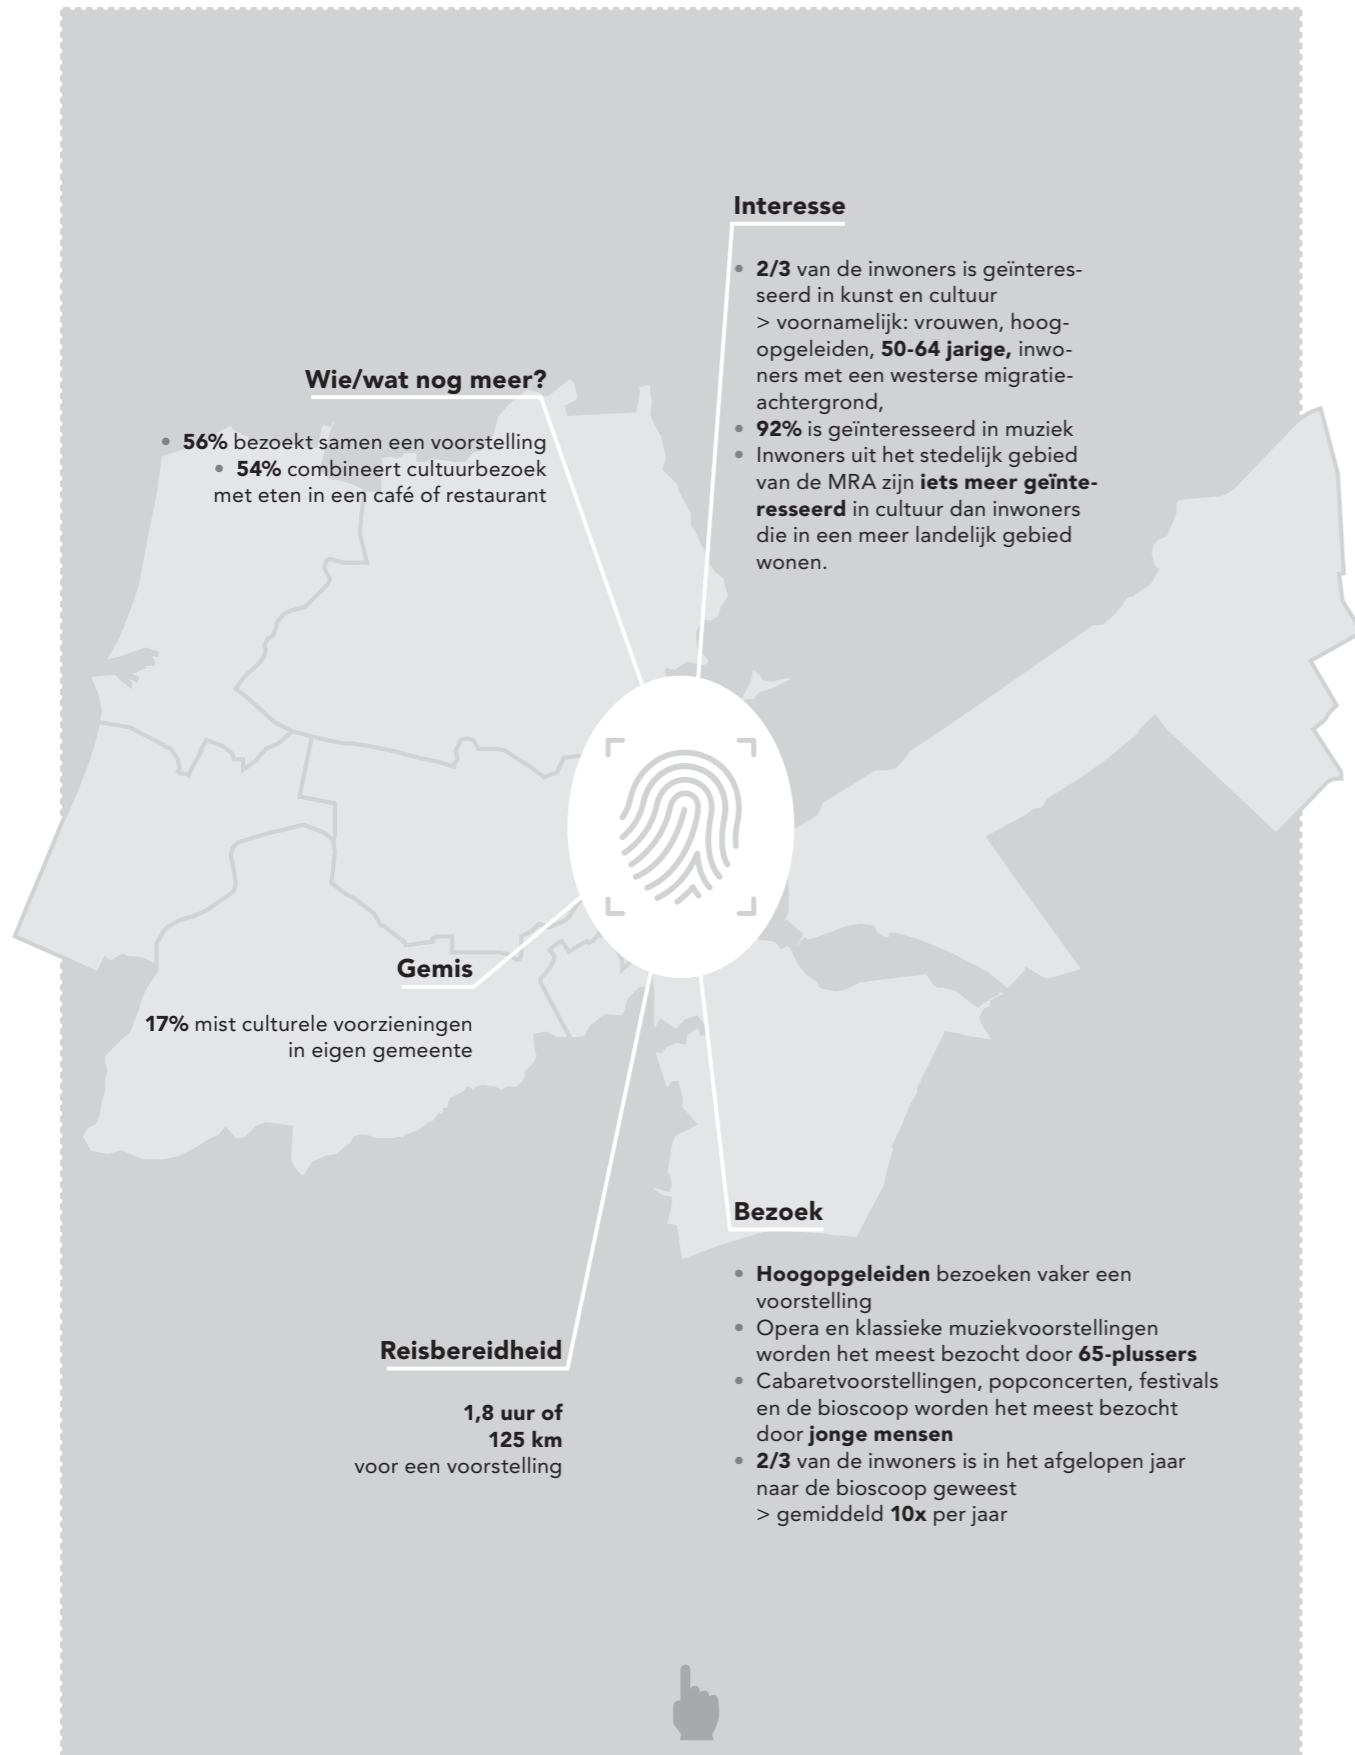 Interesse
• 2/3 van de inwoners is geïnteres-
seerd in kunst en cultuur
> voornamelijk: vrouwen, hoog-
opgeleiden, 50-64 jarige, inwo-
ners met een westerse migratie-
achtergrond,
• 92% is geïnteresseerd in muziek
• Inwoners uit het stedelijk gebied
van de MRA zijn iets meer geïnte-
resseerd in cultuur dan inwoners
die in een meer landelijk gebied
wonen.
Wie/wat nog meer?
• 56% bezoekt samen een voorstelling
• 54% combineert cultuurbezoek
met eten in een café of restaurant
Gemis
17% mist culturele voorzieningen
in eigen gemeente
Reisbereidheid
1,8 uur of
125 km
voor een voorstelling
Bezoek
• Hoogopgeleiden bezoeken vaker een
voorstelling
• Opera en klassieke muziekvoorstellingen
worden het meest bezocht door 65-plussers
• Cabaretvoorstellingen, popconcerten, festivals
en de bioscoop worden het meest bezocht
door jonge mensen
• 2/3 van de inwoners is in het afgelopen jaar
naar de bioscoop geweest
> gemiddeld 10x per jaar